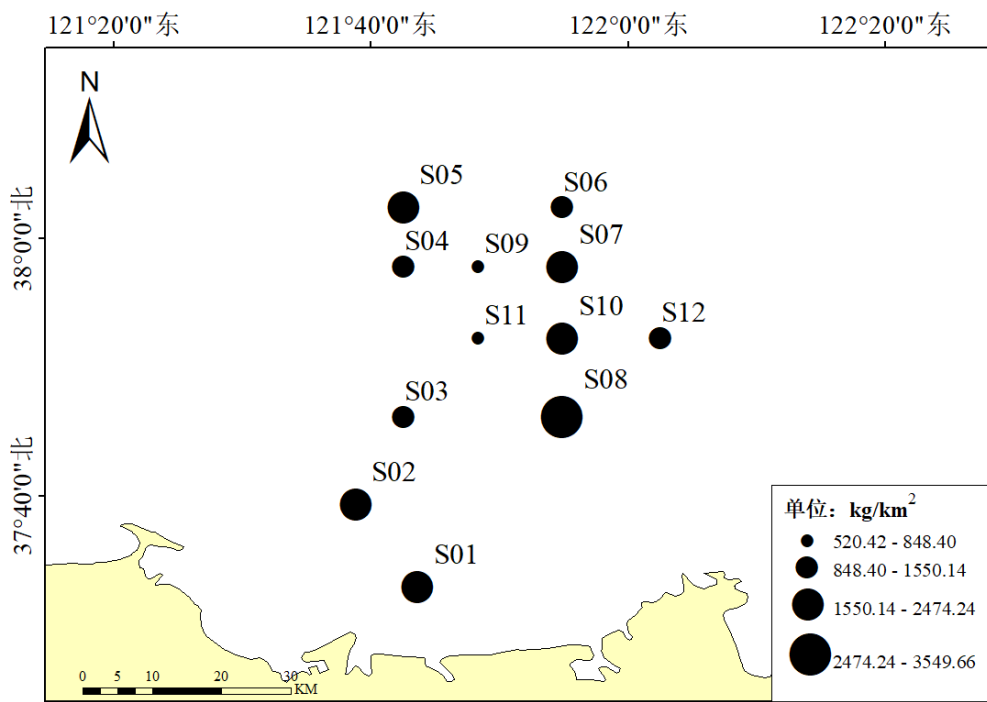 121°20'0"东
121°40'0"东
122°0'0"东
122°20'0"东
N
38°0'0"北
37°40'0"北
S05
S06
S04
S09
S07
S11
S10
S12
S03
S08
S02
S01
单位：kg/km²
520.42 - 848.40
848.40 - 1550.14
1550.14 - 2474.24
2474.24 - 3549.66
0 5 10 20 30
KM